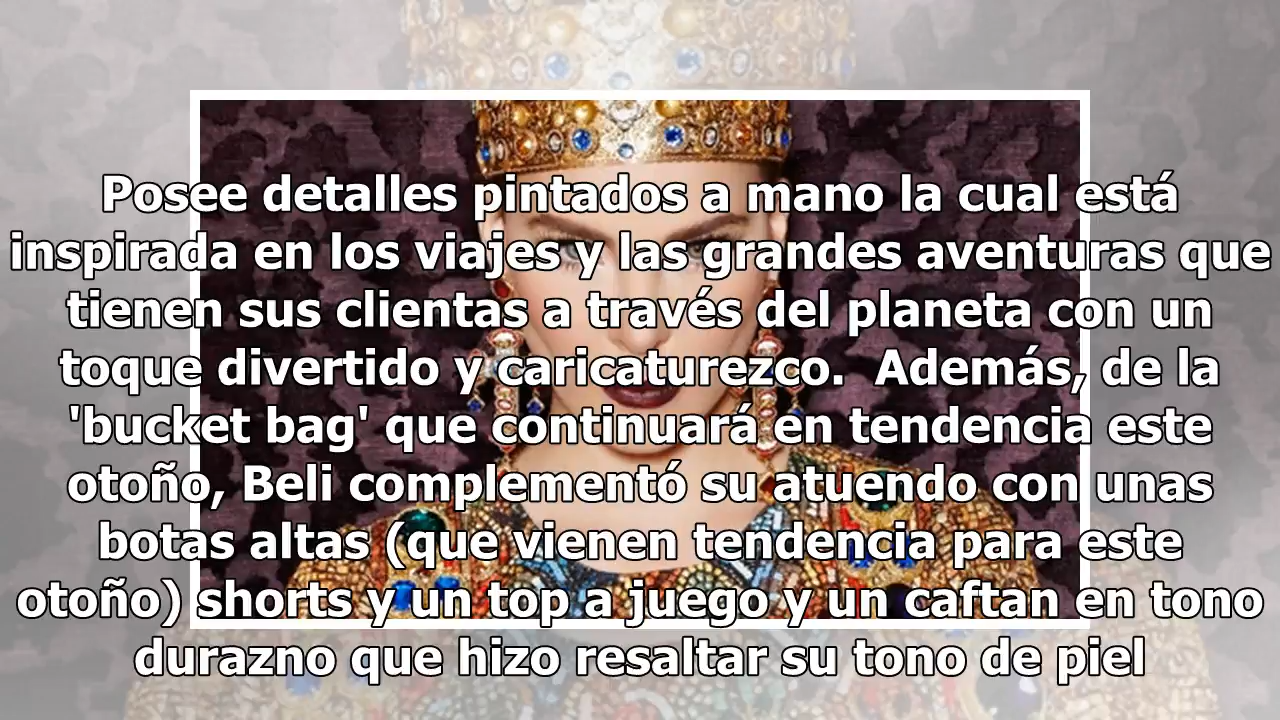 Posee detalles pintados a mano la cual está
inspirada en los viajes y las grandes aventuras que
tienen sus clientas a través del planeta con un
toque divertido y caricaturezco.  Además, de la
'bucket bag' que continuará en tendencia este
otoño, Beli complementó su atuendo con unas
botas altas (que vienen tendencia para este
otoño) shorts y un top a juego y un caftan en tono
durazno que hizo resaltar su tono de piel